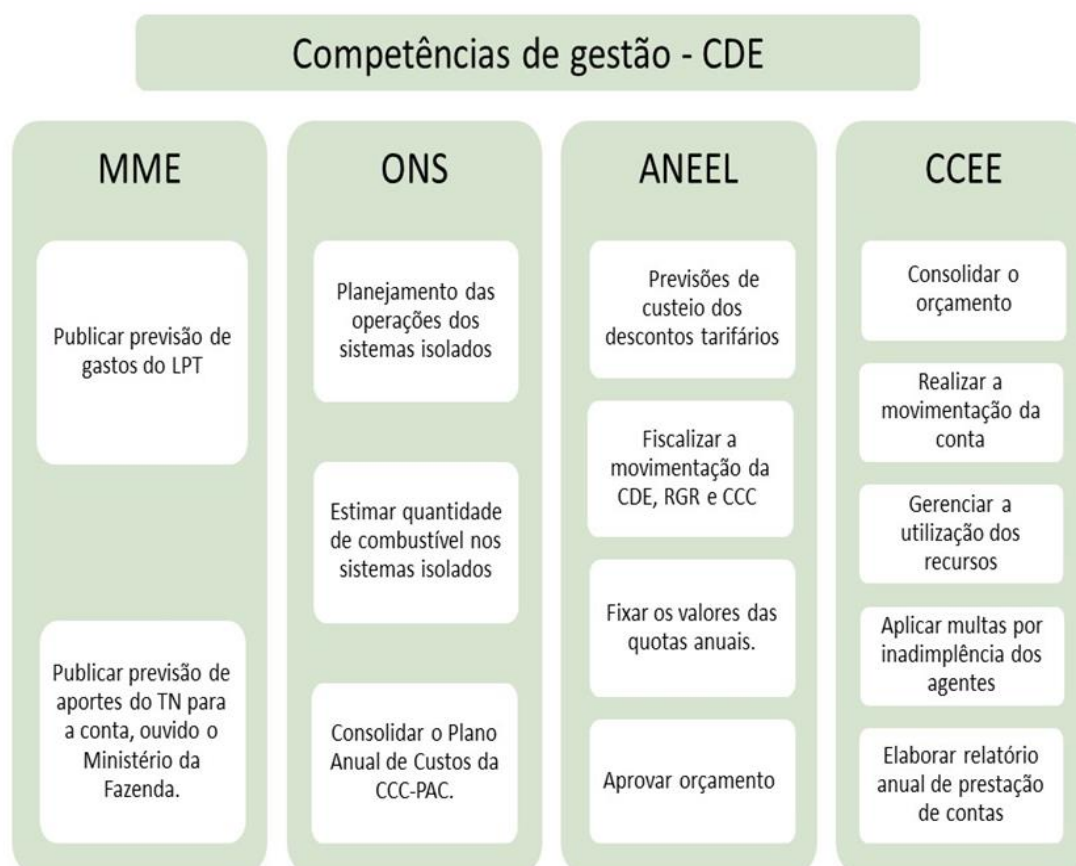 Competências de gestão - CDE
MME
Publicar previsão de
gastos do LPT
Publicar previsão de
aportes do TN para
a conta, ouvido o
Ministério da
Fazenda.
ONS
Planejamento das
operações dos
sistemas isolados
Estimar quantidade
de combustível nos
sistemas isolados
Consolidar o Plano
Anual de Custos da
CCC-PAC.
ANEEL
Previsões de
custeio dos
descontos tarifários
Fiscalizar a
movimentação da
CDE, RGR e CCC
Fixar os valores das
quotas anuais.
Aprovar orçamento
CCEE
Consolidar o
orçamento
Realizar a
movimentação da
conta
Gerenciar a
utilização dos
recursos
Aplicar multas por
inadimplência dos
agentes
Elaborar relatório
anual de prestação
de contas